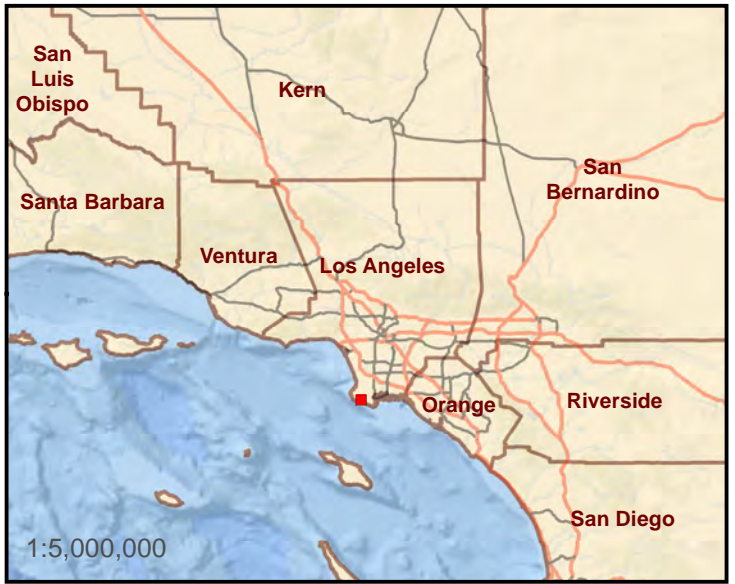 San
Luis
Obispo
Kern
San
Bernardino
Santa Barbara
Ventura
Los Angeles
Orange
Riverside
San Diego
1:5,000,000